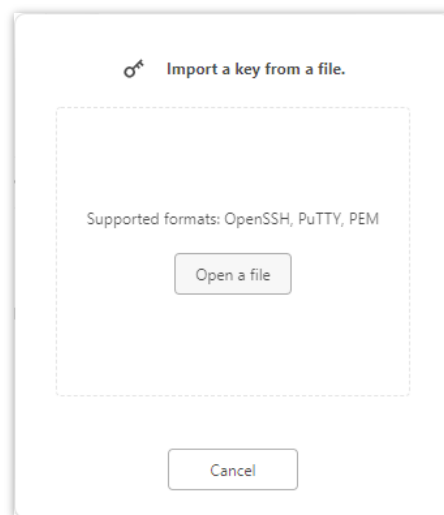 Import a key from a file.
Supported formats: OpenSSH, PuTTY, PEM
Open a file
Cancel